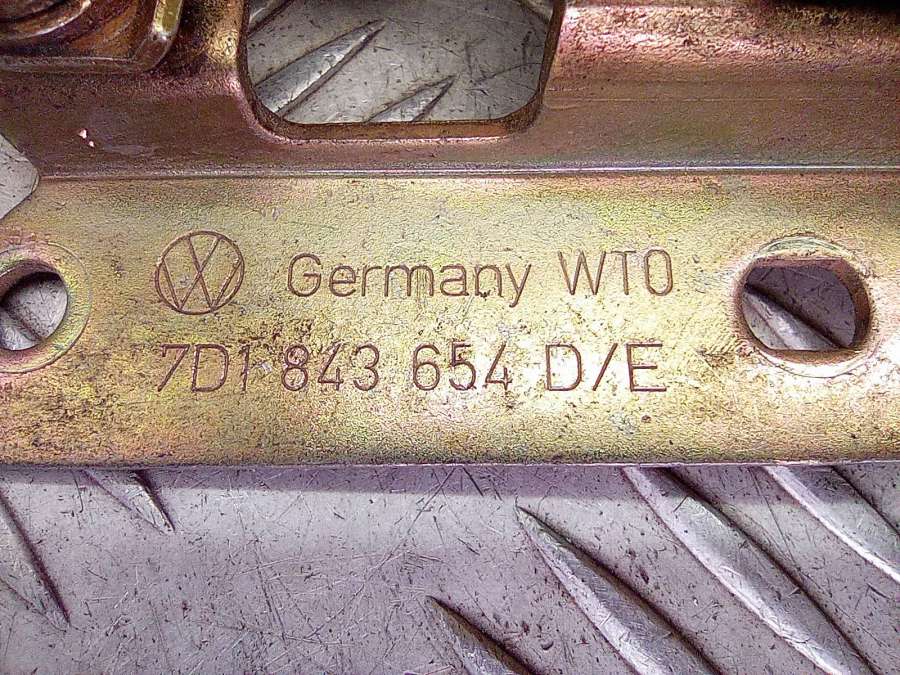 Germany WTO
7D1 843 654 D/E